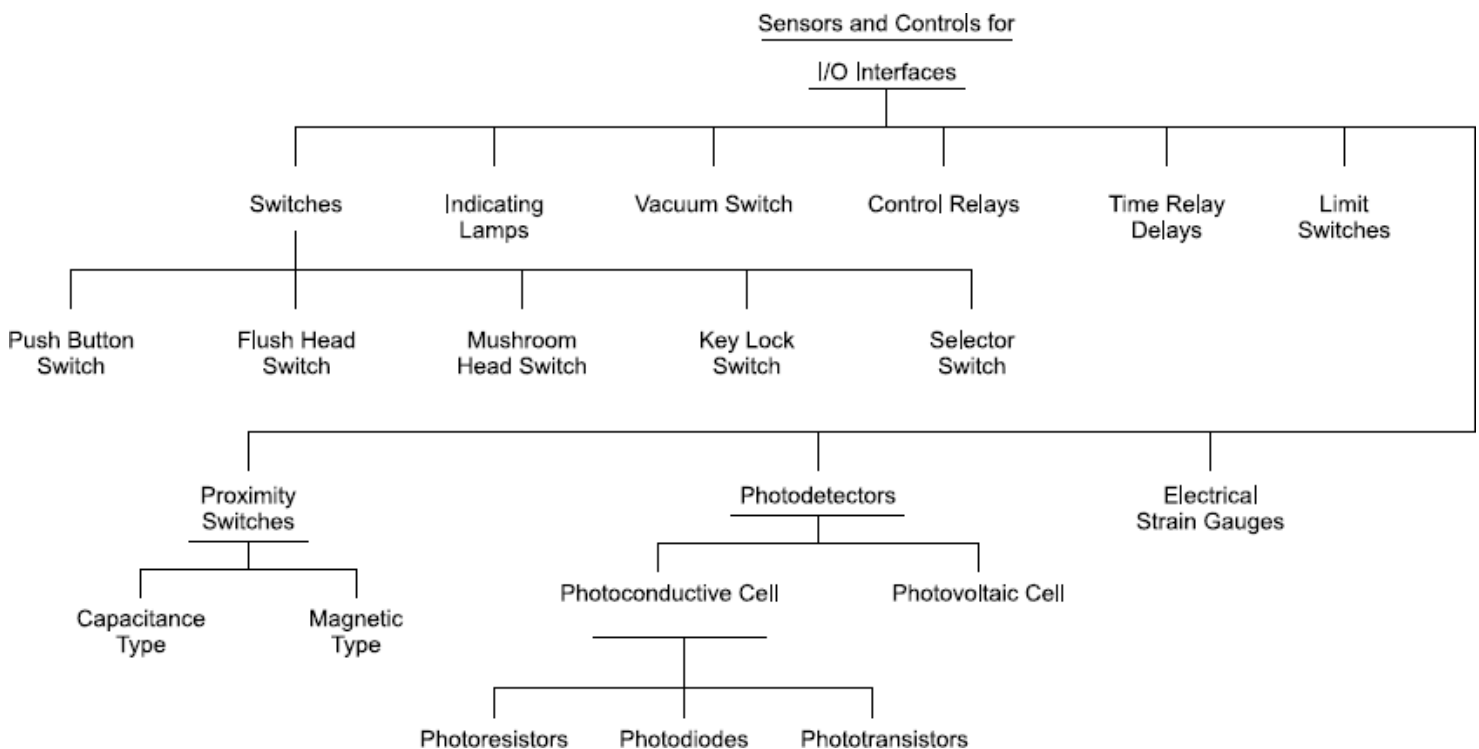 Sensors and Controls for
I/O Interfaces
Switches
Indicating
Lamps
Vacuum Switch
Control Relays
Time Relay
Delays
Limit
Switches
Push Button
Switch
Flush Head
Switch
Mushroom
Head Switch
Key Lock
Switch
Selector
Switch
Proximity
Switches
Photodetectors
Electrical
Strain Gauges
Capacitance
Type
Magnetic
Type
Photoconductive Cell
Photovoltaic Cell
Photoresistors
Photodiodes
Phototransistors